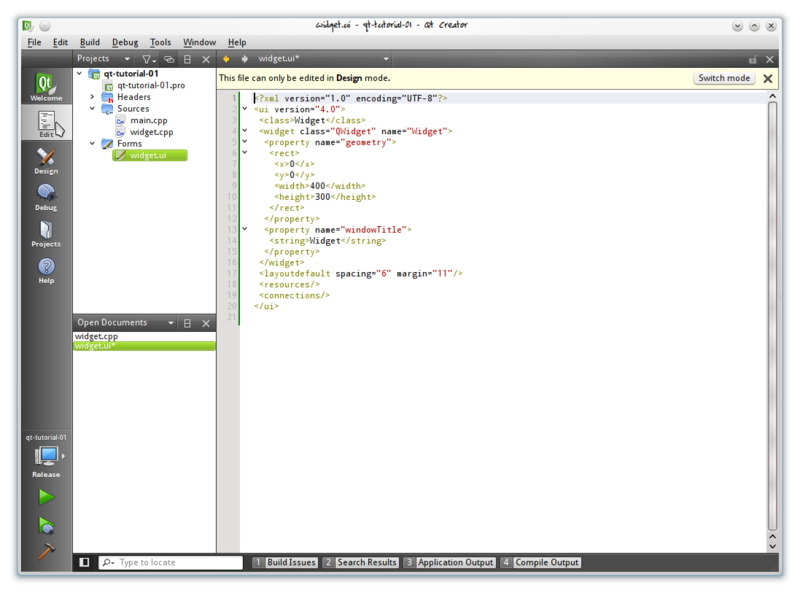 widget.ui - qt-tutorial-01 - Qt Creator
File Edit Build Debug Tools Window Help
Projects
widget.ui*
Qt
Welcome
Edit
Design
Debug
Projects
Help
qt-tutorial-01
qt-tutorial-01.pro
Headers
Sources
main.cpp
widget.cpp
Forms
widget.ui
This file can only be edited in Design mode.
Switch mode
1 <?xml version="1.0" encoding="UTF-8"?>
2 <ui version="4.0">
3 <class>Widget</class>
4 <widget class="QWidget" name="Widget">
5 <property name="geometry">
6 <rect>
7 <x>0</x>
8 <y>0</y>
9 <width>400</width>
10 <height>300</height>
11 </rect>
12 </property>
13 <property name="windowTitle">
14 <string>Widget</string>
15 </property>
16 </widget>
17 <layoutdefault spacing="6" margin="11"/>
18 <resources/>
19 <connections/>
20 </ui>
21
Open Documents
widget.cpp
widget.ui*
qt-tutorial-01
Release
Type to locate
1 Build Issues 2 Search Results 3 Application Output 4 Compile Output